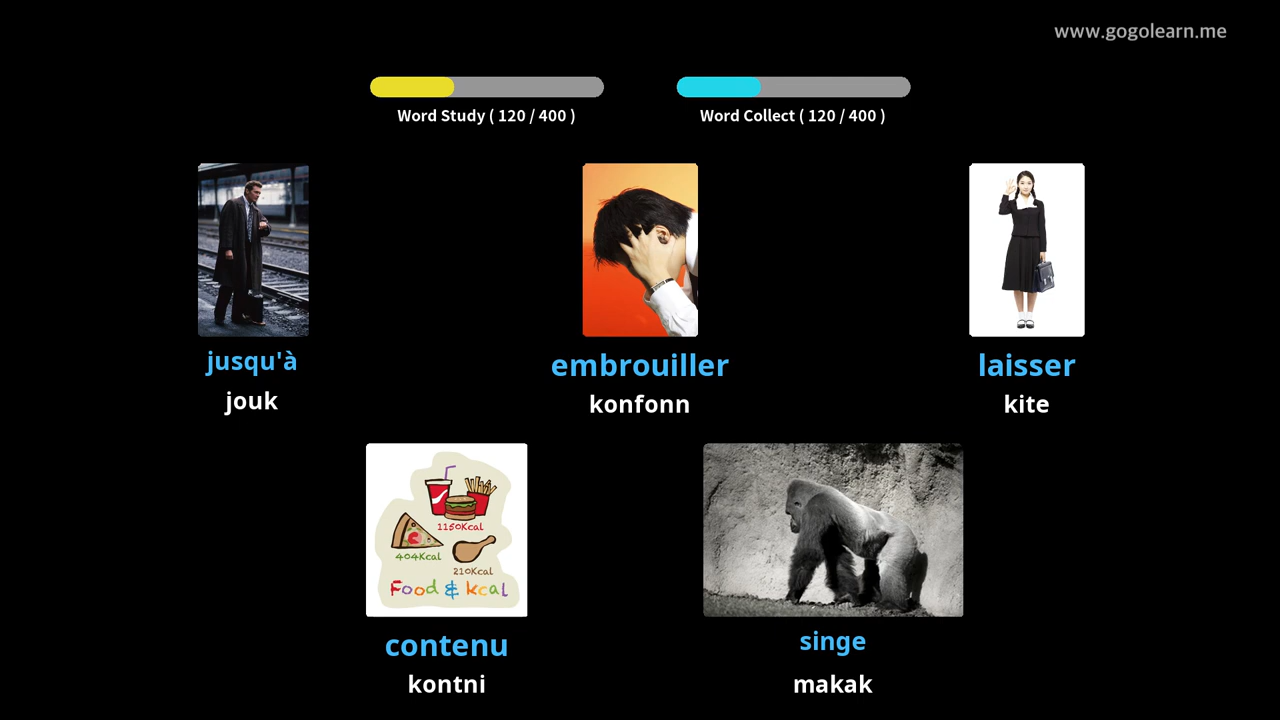 www.gogolearn.me
Word Study ( 120 / 400 )
Word Collect ( 120 / 400 )
jusqu'à
jouk
embrouiller
konfonn
laisser
kite
1150Kcal
404Kcal
210Kcal
Food & kcal
contenu
kontni
singe
makak